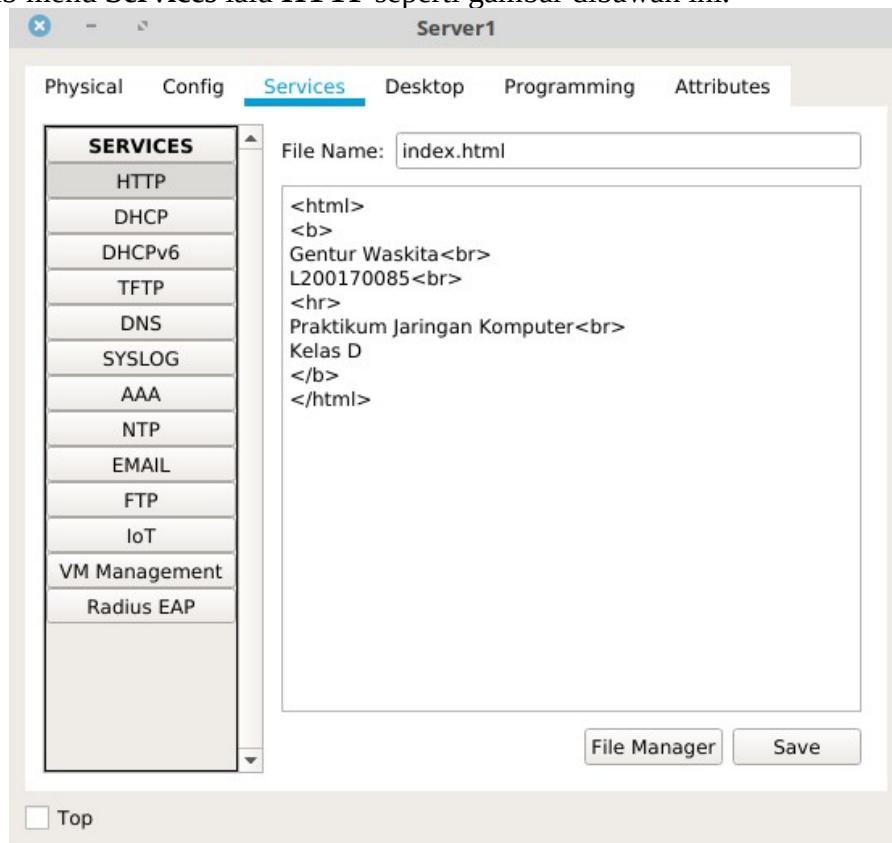 menu Services lalu HTTP seperti gambar dibawah ini.
Server1
Physical Config Services Desktop Programming Attributes
SERVICES
HTTP
DHCP
DHCPv6
TFTP
DNS
SYSLOG
AAA
NTP
EMAIL
FTP
IoT
VM Management
Radius EAP
File Name: index.html
<html>
<b>
Gentur Waskita<br>
L200170085<br>
<hr>
Praktikum Jaringan Komputer<br>
Kelas D
</b>
</html>
File Manager Save
Top